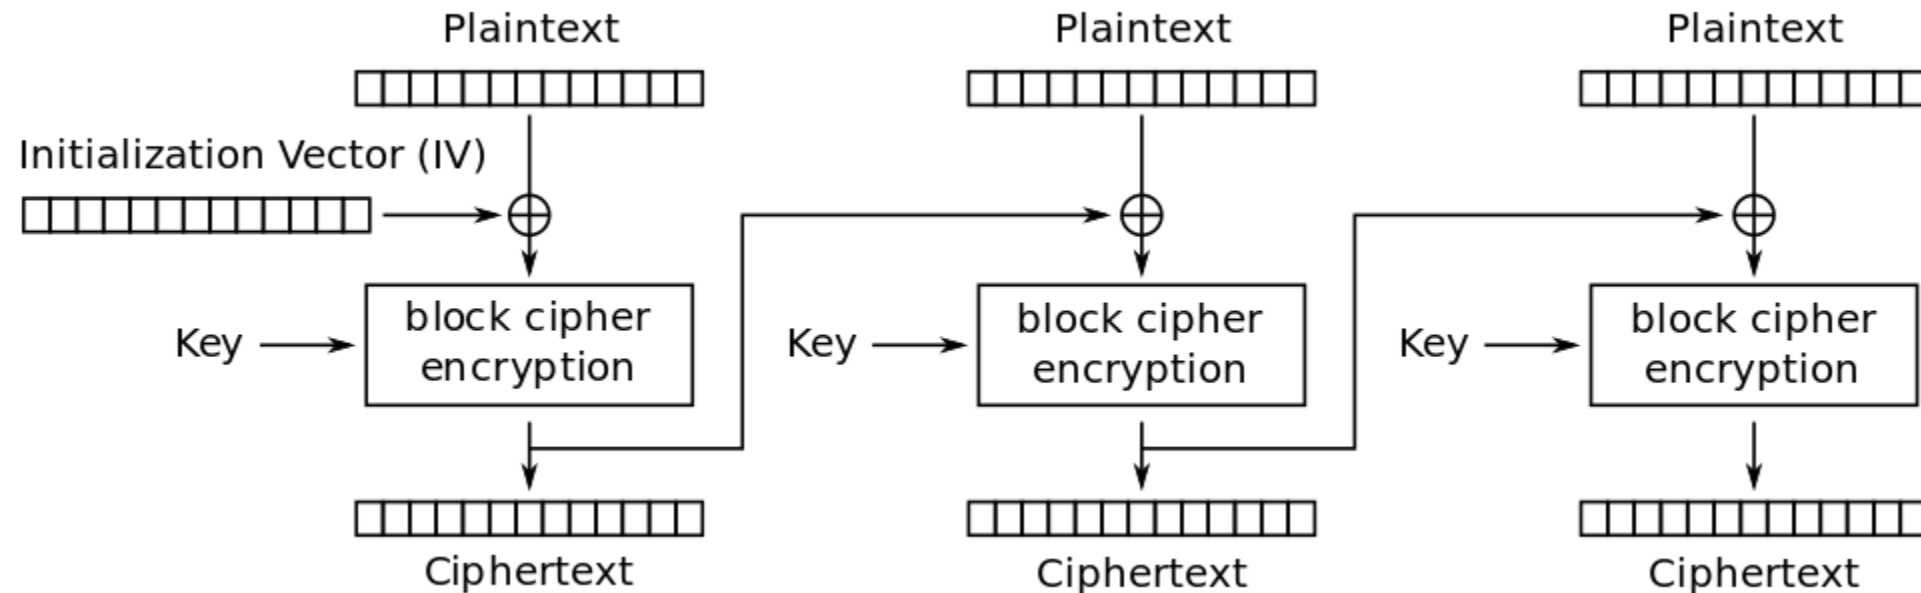 Plaintext
Plaintext
Plaintext
Initialization Vector (IV)
Key
block cipher
encryption
Key
block cipher
encryption
Key
block cipher
encryption
Ciphertext
Ciphertext
Ciphertext